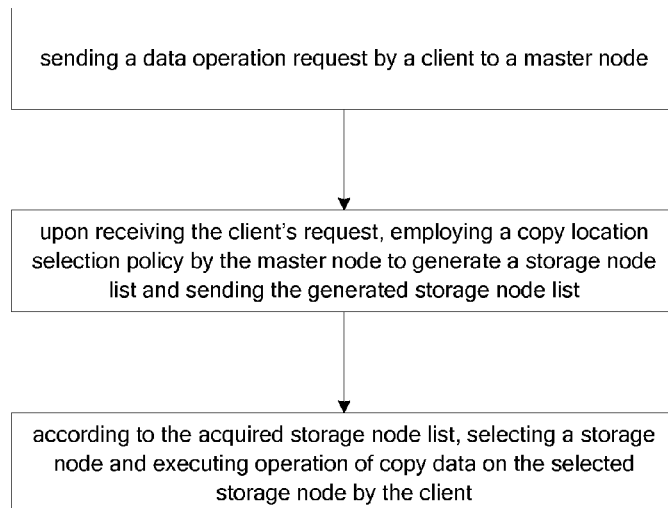 sending a data operation request by a client to a master node
upon receiving the client's request, employing a copy location
selection policy by the master node to generate a storage node
list and sending the generated storage node list
according to the acquired storage node list, selecting a storage
node and executing operation of copy data on the selected
storage node by the client